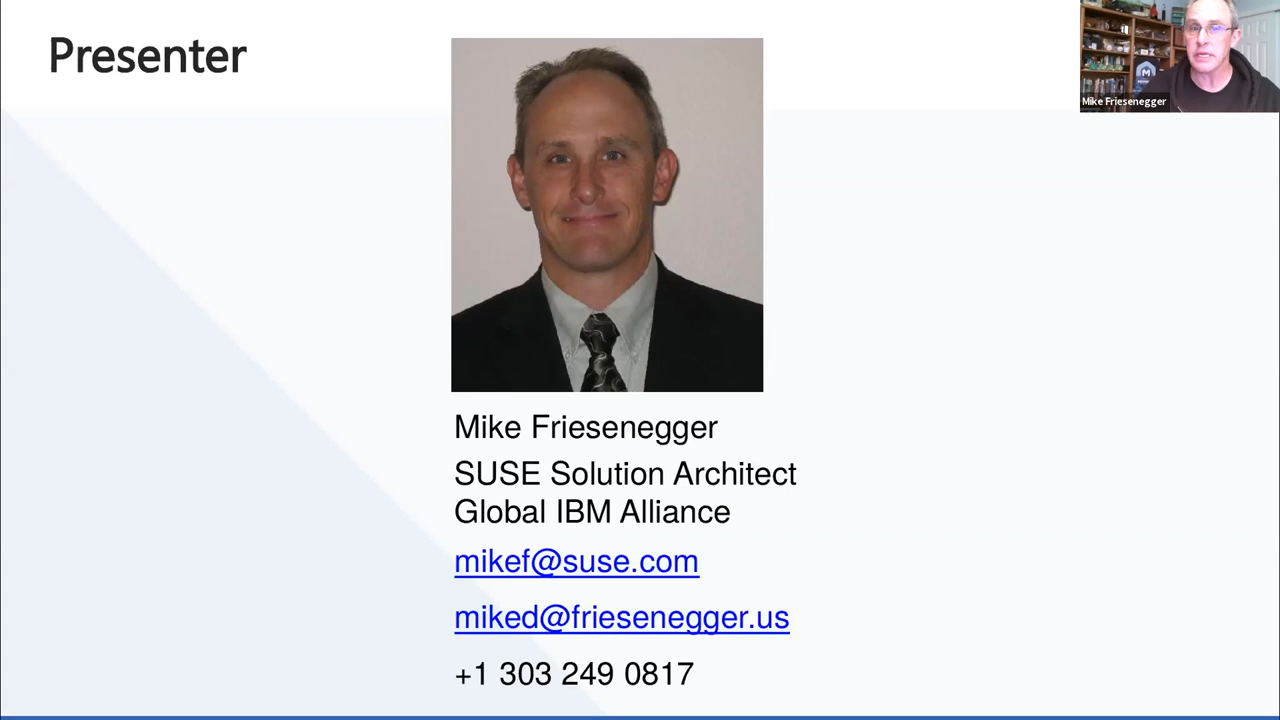 Presenter
Mike Friesenegger
Mike Friesenegger
SUSE Solution Architect
Global IBM Alliance
mikef@suse.com
miked@friesenegger.us
+1 303 249 0817